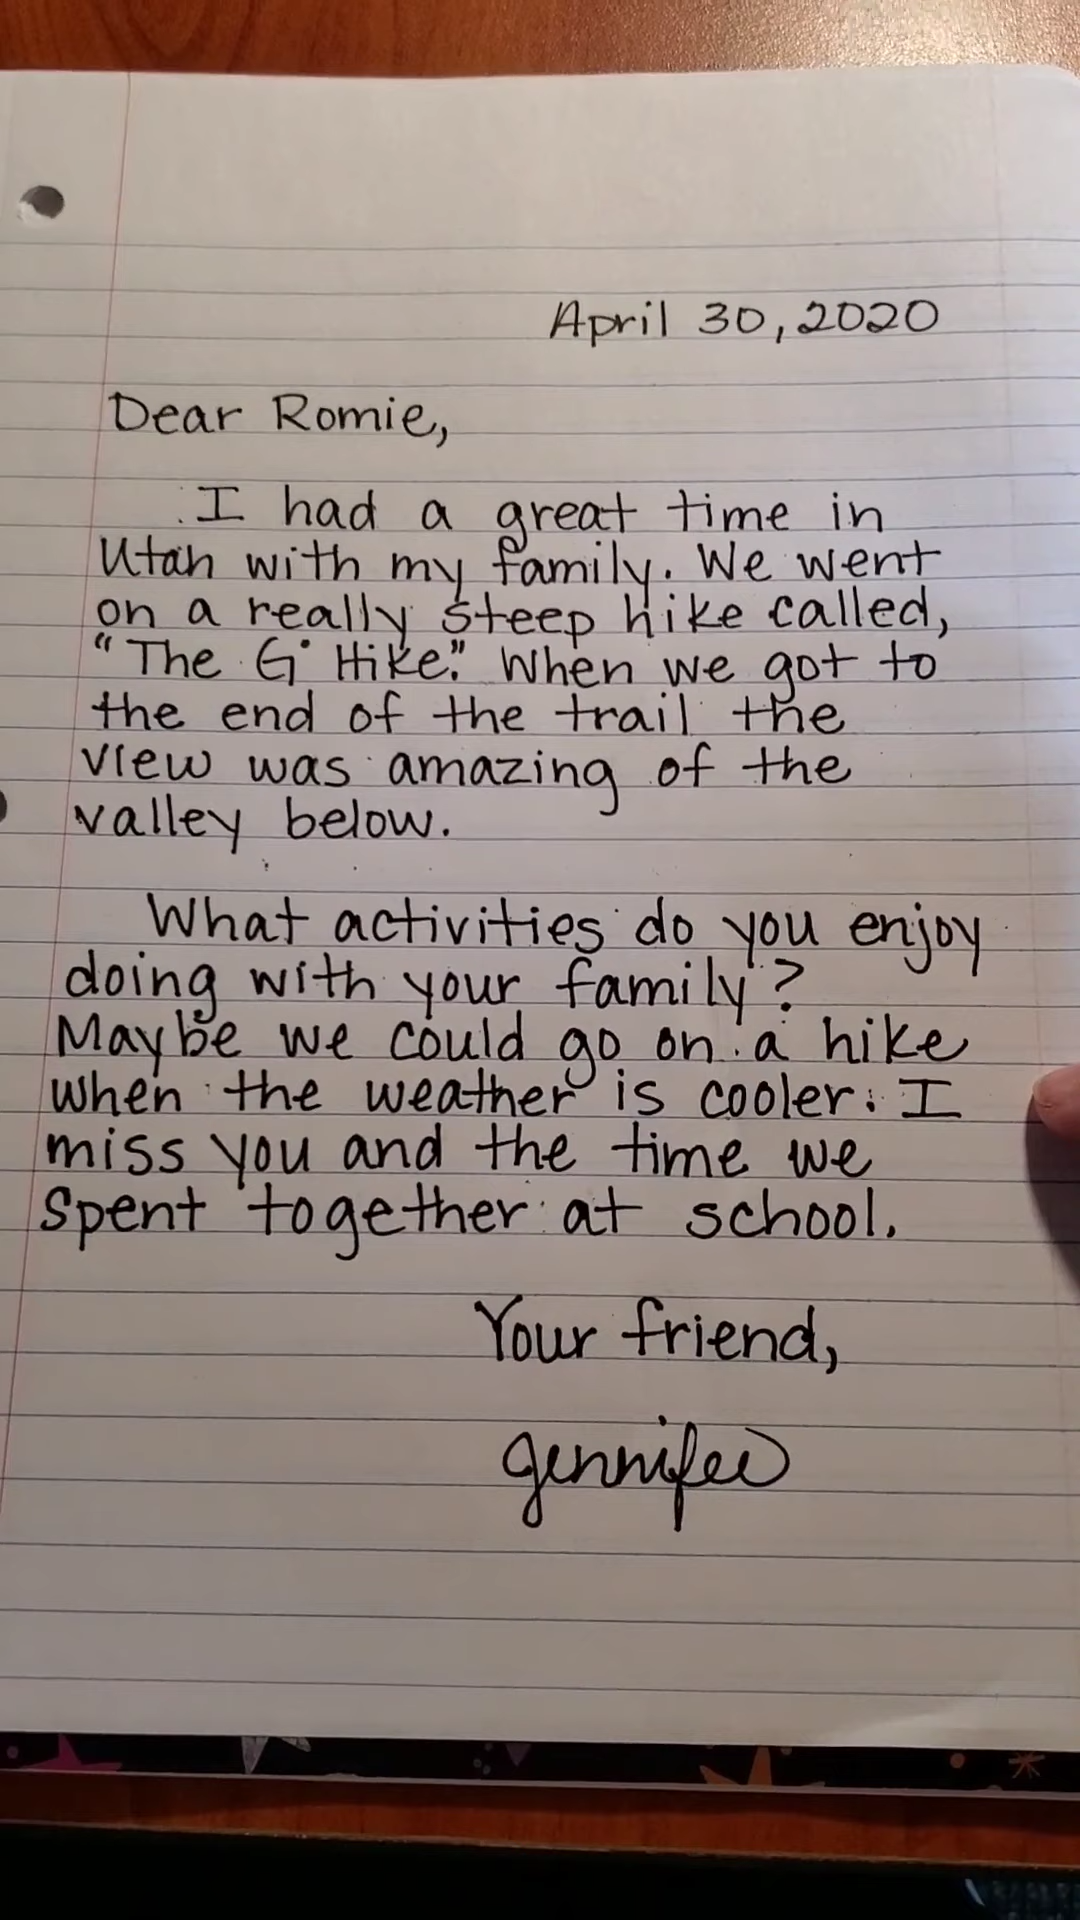 April 30, 2020
Dear Romie,
I had a great time in
Utah with my family. We went
on a really steep hike called,
"The G Hike." When we got to
the end of the trail the
view was amazing of the
valley below.
What activities do you enjoy
doing with your family?
Maybe we could go on a hike
when the weather is cooler. I
miss you and the time we
spent together at school.
Your friend,
Jennifer